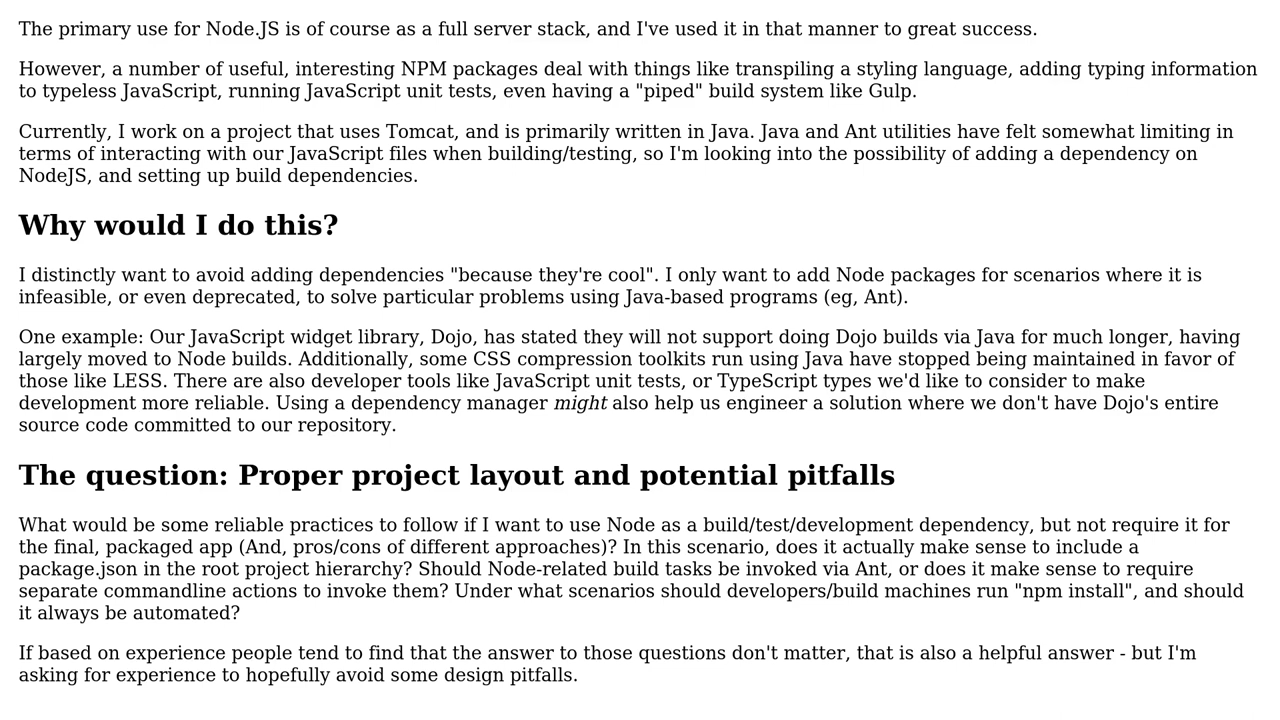 The primary use for Node.JS is of course as a full server stack, and I've used it in that manner to great success.
However, a number of useful, interesting NPM packages deal with things like transpiling a styling language, adding typing information
to typeless JavaScript, running JavaScript unit tests, even having a "piped" build system like Gulp.
Currently, I work on a project that uses Tomcat, and is primarily written in Java. Java and Ant utilities have felt somewhat limiting in
terms of interacting with our JavaScript files when building/testing, so I'm looking into the possibility of adding a dependency on
NodeJS, and setting up build dependencies.
Why would I do this?
I distinctly want to avoid adding dependencies "because they're cool". I only want to add Node packages for scenarios where it is
infeasible, or even deprecated, to solve particular problems using Java-based programs (eg, Ant).
One example: Our JavaScript widget library, Dojo, has stated they will not support doing Dojo builds via Java for much longer, having
largely moved to Node builds. Additionally, some CSS compression toolkits run using Java have stopped being maintained in favor of
those like LESS. There are also developer tools like JavaScript unit tests, or TypeScript types we'd like to consider to make
development more reliable. Using a dependency manager might also help us engineer a solution where we don't have Dojo's entire
source code committed to our repository.
The question: Proper project layout and potential pitfalls
What would be some reliable practices to follow if I want to use Node as a build/test/development dependency, but not require it for
the final, packaged app (And, pros/cons of different approaches)? In this scenario, does it actually make sense to include a
package.json in the root project hierarchy? Should Node-related build tasks be invoked via Ant, or does it make sense to require
separate commandline actions to invoke them? Under what scenarios should developers/build machines run "npm install", and should
it always be automated?
If based on experience people tend to find that the answer to those questions don't matter, that is also a helpful answer - but I'm
asking for experience to hopefully avoid some design pitfalls.